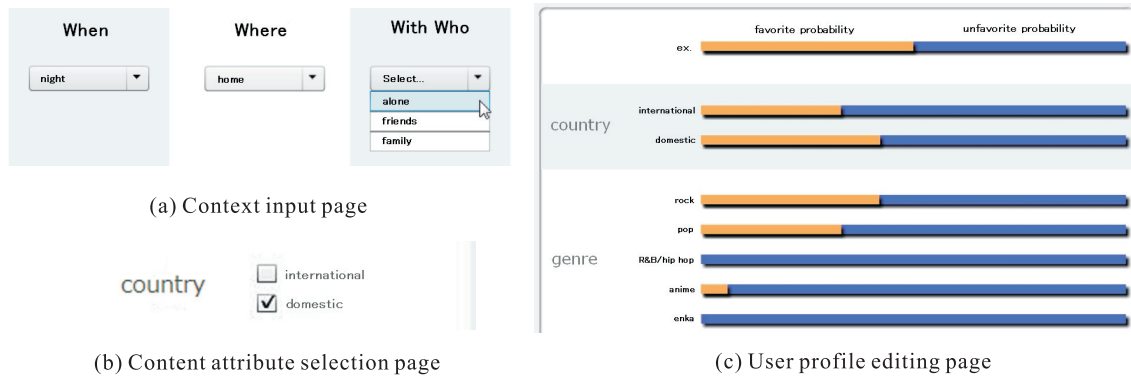 When
night
Where
home
With Who
Select...
alone
friends
family
(a) Context input page
country
international
domestic
(b) Content attribute selection page
favorite probability
unfavorite probability
ex.
country
international
domestic
genre
rock
pop
R&B/hip hop
anime
enka
(c) User profile editing page